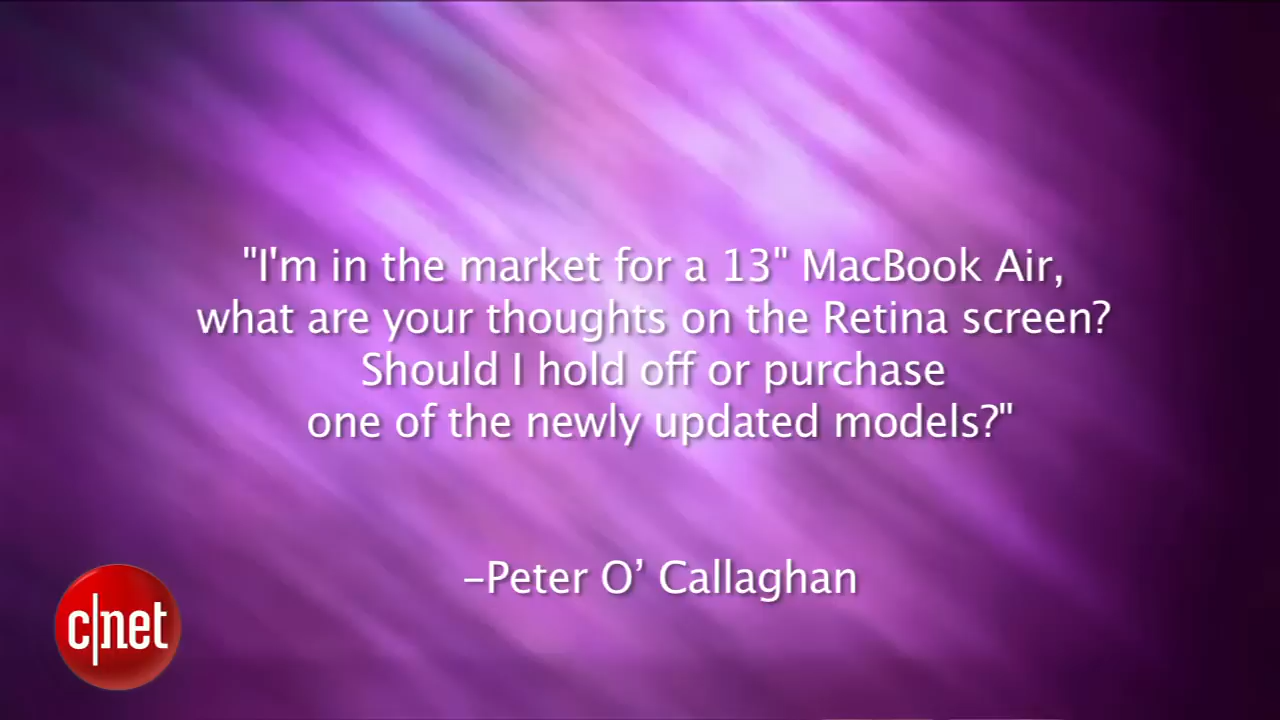 "I'm in the market for a 13" MacBook Air,
what are your thoughts on the Retina screen?
Should I hold off or purchase
one of the newly updated models?"
–Peter O’ Callaghan
c|net